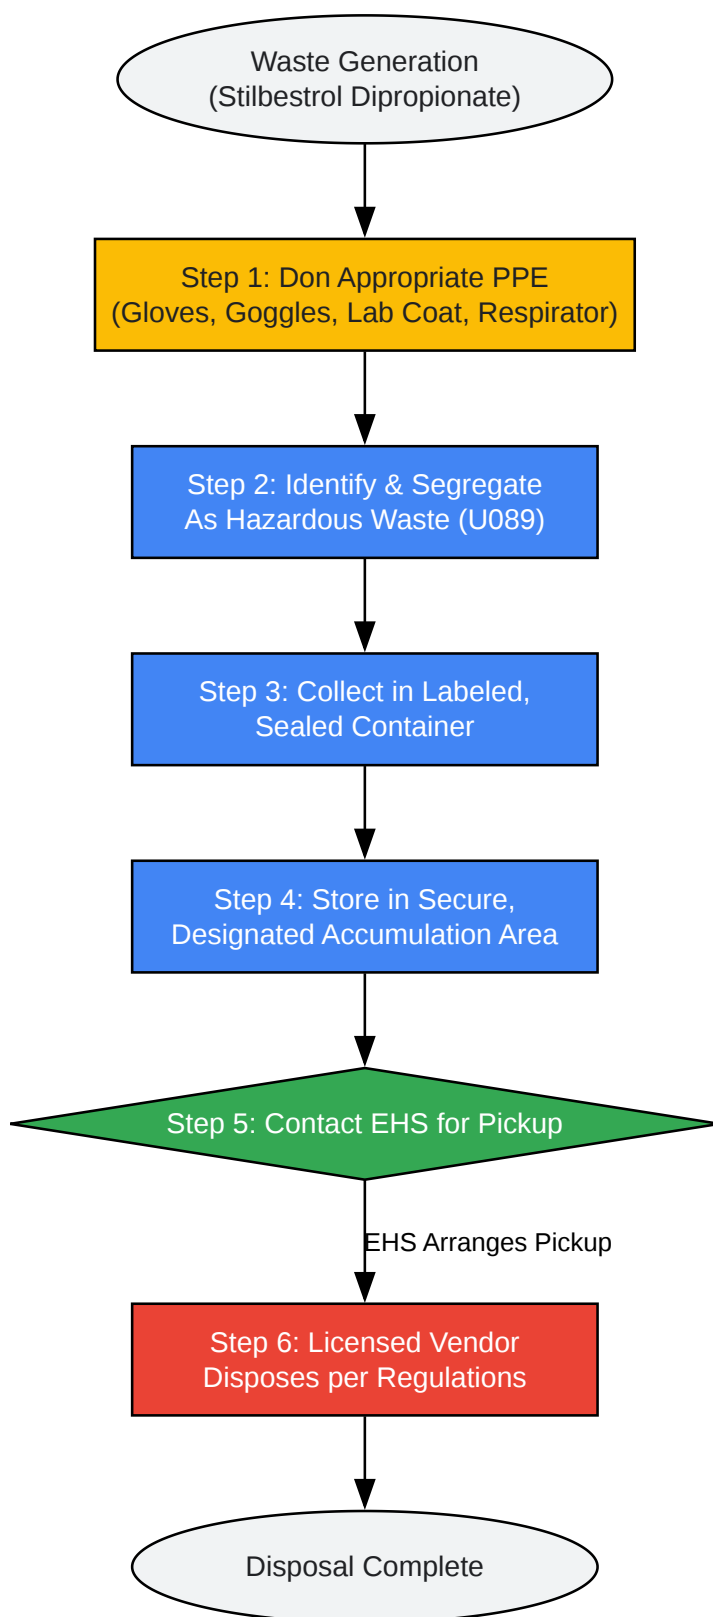 Waste Generation
(Stilbestrol Dipropionate)
Step 1: Don Appropriate PPE
(Gloves, Goggles, Lab Coat, Respirator)
Step 2: Identify & Segregate
As Hazardous Waste (U089)
Step 3: Collect in Labeled,
Sealed Container
Step 4: Store in Secure,
Designated Accumulation Area
Step 5: Contact EHS for Pickup
EHS Arranges Pickup
Step 6: Licensed Vendor
Disposes per Regulations
Disposal Complete